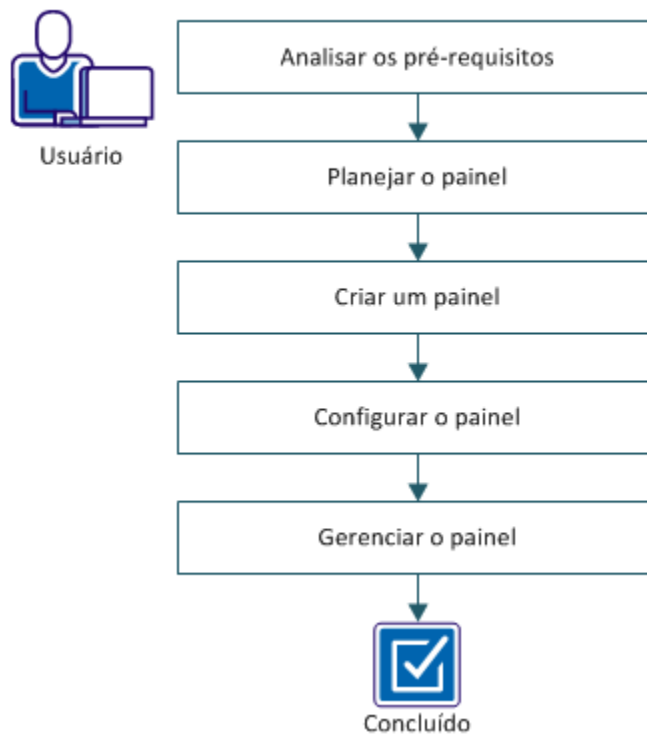 Analisar os pré-requisitos
Usuário
Planejar o painel
Criar um painel
Configurar o painel
Gerenciar o painel
Concluído